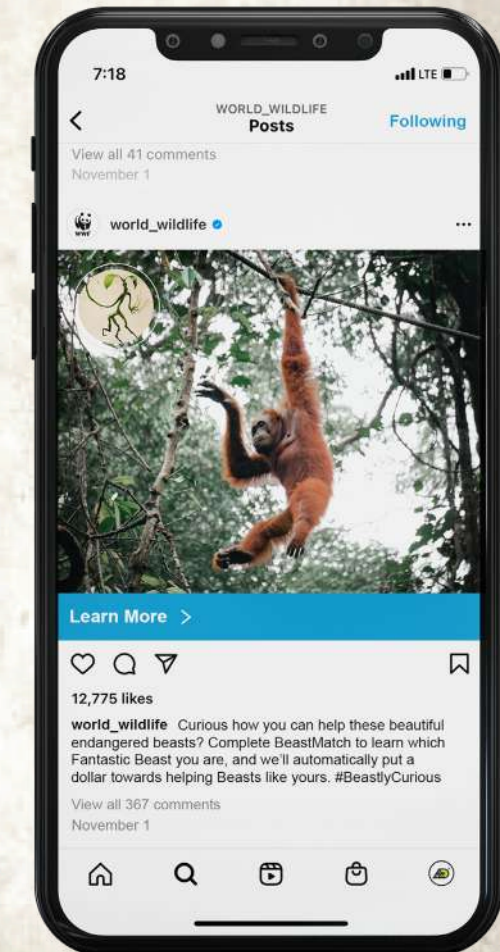 7:18
LTE
WORLD_WILDLIFE
Posts
Following
View all 41 comments
November 1
WWF
world_wildlife
Learn More >
12,775 likes
world_wildlife Curious how you can help these beautiful
endangered beasts? Complete BeastMatch to learn which
Fantastic Beast you are, and we'll automatically put a
dollar towards helping Beasts like yours. #BeastlyCurious
View all 367 comments
November 1